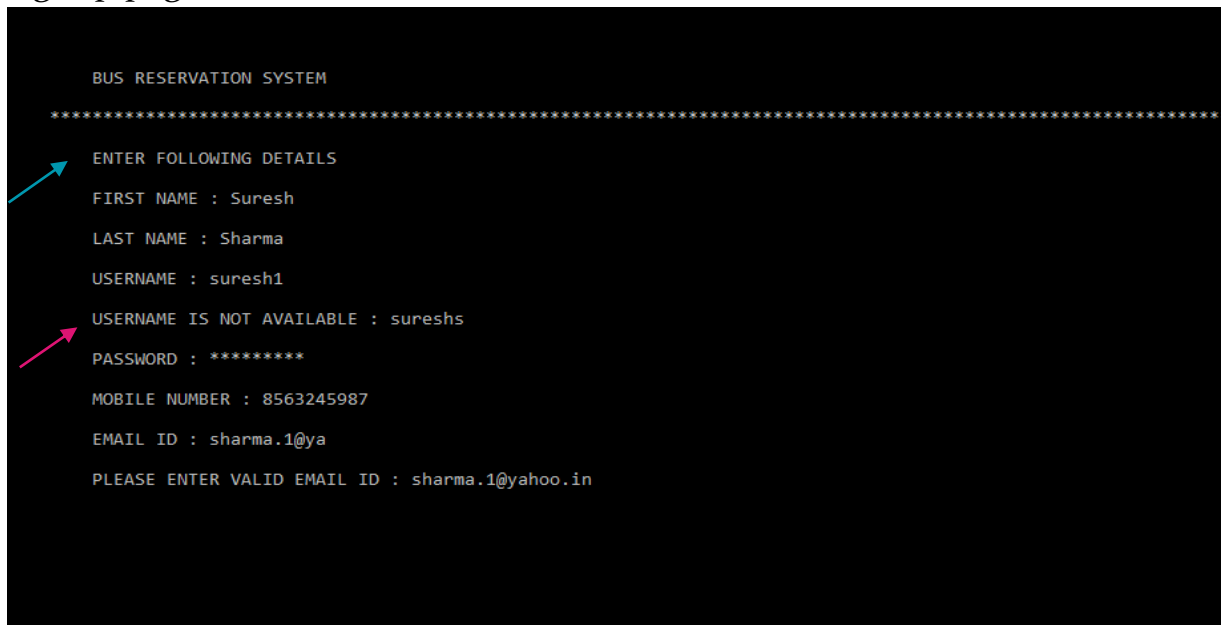 BUS RESERVATION SYSTEM
**************************************************************************************************************
ENTER FOLLOWING DETAILS
FIRST NAME : Suresh
LAST NAME : Sharma
USERNAME : suresh1
USERNAME IS NOT AVAILABLE : sureshs
PASSWORD : *********
MOBILE NUMBER : 8563245987
EMAIL ID : sharma.1@ya
PLEASE ENTER VALID EMAIL ID : sharma.1@yahoo.in